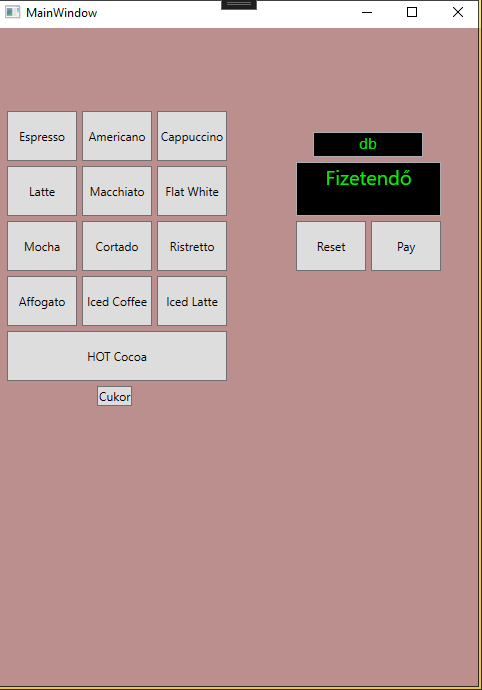 MainWindow
Espresso Americano Cappuccino
db
Fizetendő
Latte Macchiato Flat White
Mocha Cortado Ristretto
Reset Pay
Affogato Iced Coffee Iced Latte
HOT Cocoa
Cukor